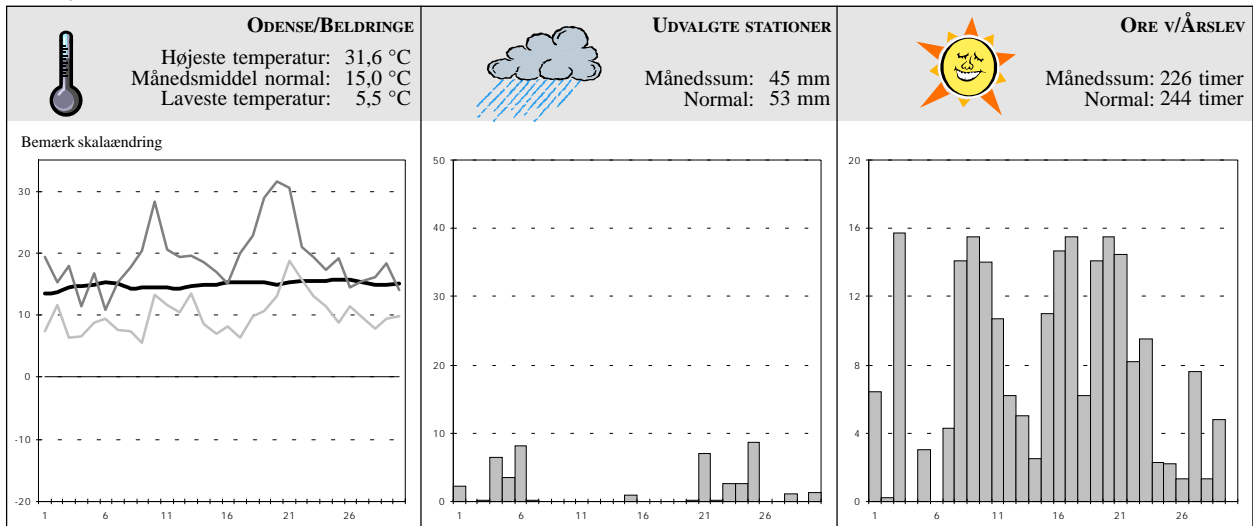 ODENSE/BELDRINGE
Højeste temperatur: 31,6 °C
Månedsmiddel normal: 15,0 °C
Laveste temperatur: 5,5 °C
UDVALGTE STATIONER
Månedssum: 45 mm
Normal: 53 mm
ORE V/ÅRSLEV
Månedssum: 226 timer
Normal: 244 timer
Bemærk skalaændring
30
20
10
0
-10
-20
1 6 11 16 21 26
50
40
30
20
10
0
1 6 11 16 21 26
20
16
12
8
4
0
1 6 11 16 21 26